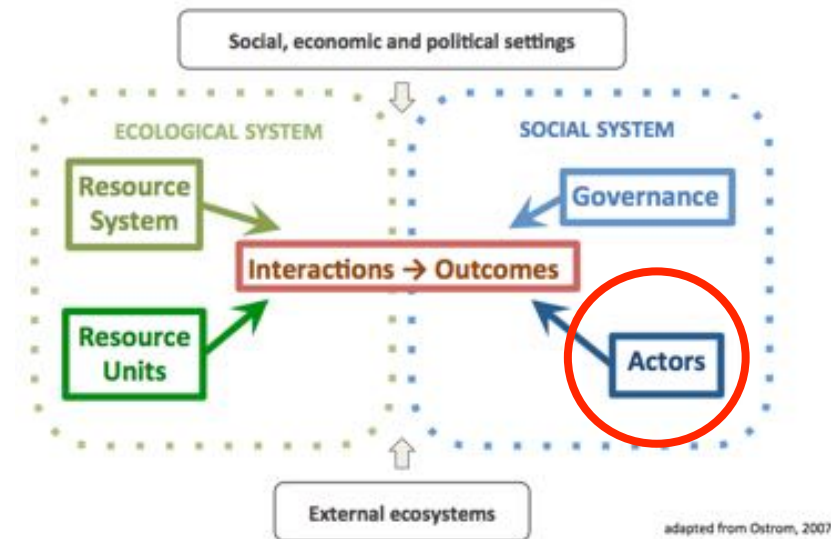 Social, economic and political settings
ECOLOGICAL SYSTEM
SOCIAL SYSTEM
Resource
System
Governance
Interactions → Outcomes
Resource
Units
Actors
External ecosystems
adapted from Ostrom, 2007